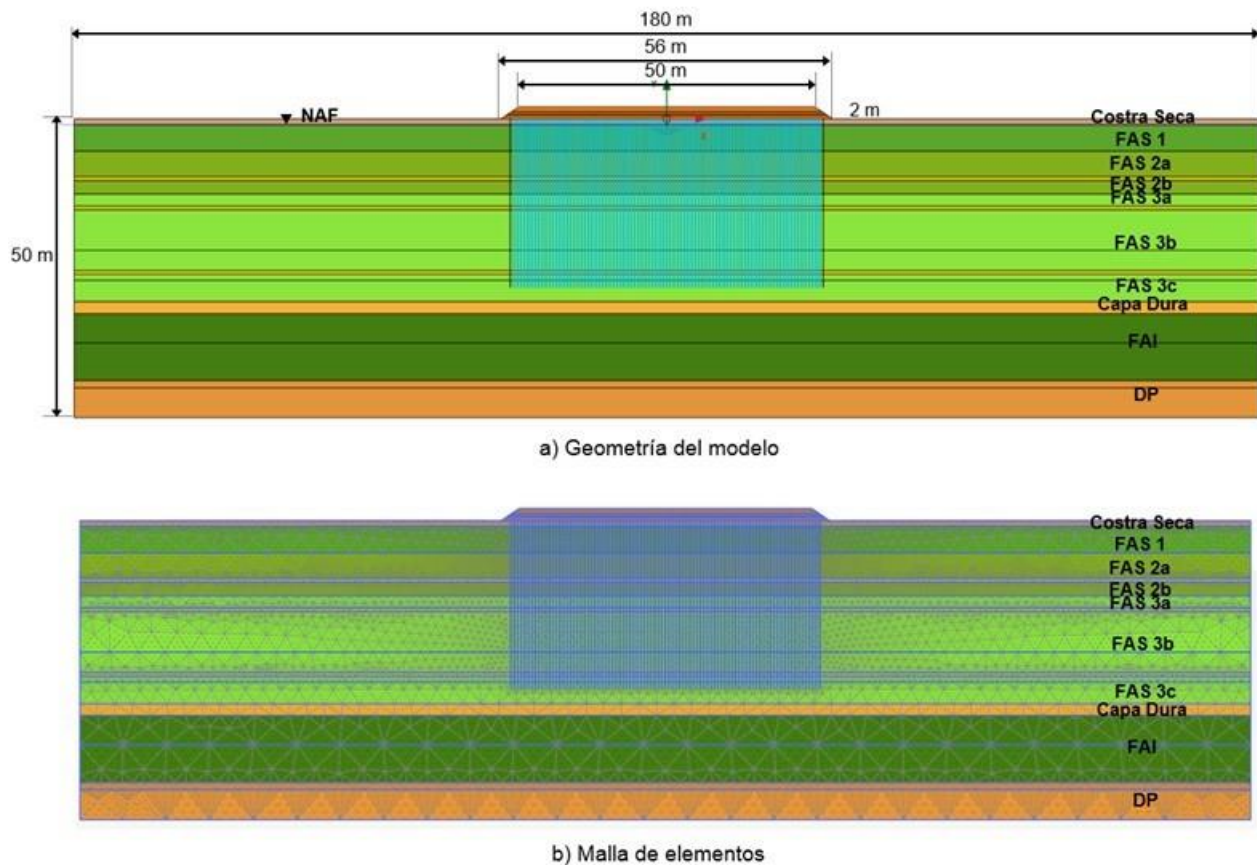 180 m
56 m
50 m
NAF
2 m
Costra Seca
FAS 1
FAS 2a
FAS 2b
FAS 3a
50 m
FAS 3b
FAS 3c
Capa Dura
FAI
DP
a) Geometría del modelo
Costra Seca
FAS 1
FAS 2a
FAS 2b
FAS 3a
FAS 3b
FAS 3c
Capa Dura
FAI
DP
b) Malla de elementos